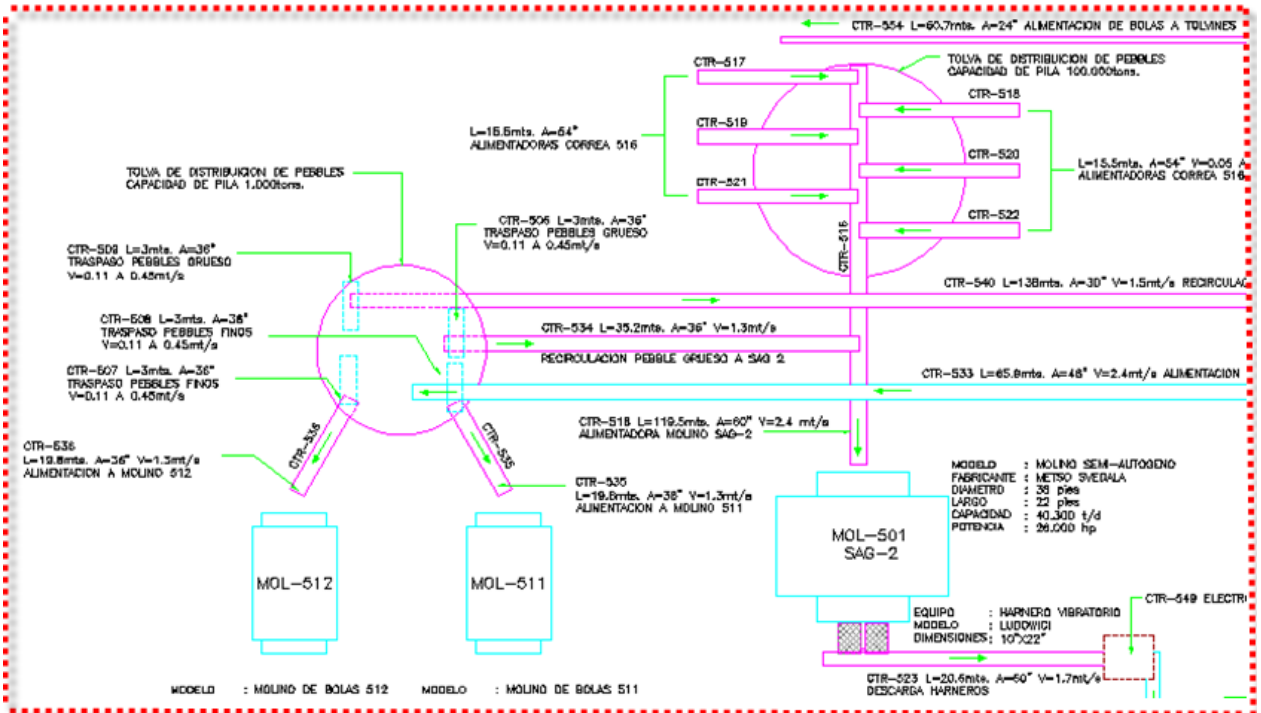 CTR-554 L=60.7mts. A=24" ALIMENTACION DE BOLAS A TOLVINES
CTR-517
TOLVA DE DISTRIBUCION DE PEBBLES
CAPACIDAD DE PILA 100.000tons.
CTR-518
CTR-519
L=15.5mts. A=54"
ALIMENTADORAS CORREA 516
CTR-520
L=15.5mts. A=54" V=0.05 A
ALIMENTADORAS CORREA 516
TOLVA DE DISTRIBUICION DE PEBBLES
CAPACIDAD DE PILA 1.000tons.
CTR-521
CTR-522
CTR-516
CTR-506 L=3mts. A=36"
TRASPASO PEBBLES GRUESO
V=0.11 A 0.45mt/s
CTR-509 L=3mts. A=36"
TRASPASO PEBBLES GRUESO
V=0.11 A 0.45mt/s
CTR-540 L=138mts. A=30" V=1.5mt/s RECIRCULAC
CTR-508 L=3mts. A=36"
TRASPASO PEBBLES FINOS
V=0.11 A 0.45mt/s
CTR-534 L=35.2mts. A=36" V=1.3mt/s
RECIRCULACION PEBBLE GRUESO A SAG 2
CTR-507 L=3mts. A=36"
TRASPASO PEBBLES FINOS
V=0.11 A 0.45mt/s
CTR-533 L=65.9mts. A=48" V=2.4mt/s ALIMENTACION
CTR-516 L=119.5mts. A=60" V=2.4 mt/s
ALIMENTADORA MOLINO SAG-2
CTR-536
L=19.8mts. A=36" V=1.3mt/s
ALIMENTACION A MOLINO 512
CTR-536
CTR-535
CTR-535
L=19.8mts. A=36" V=1.3mt/s
ALIMENTACION A MOLINO 511
MODELO : MOLINO SEMI-AUTOGENO
FABRICANTE : METSO SVEDALA
DIAMETRO : 36 pies
LARGO : 22 pies
CAPACIDAD : 40.300 t/d
POTENCIA : 26.000 hp
MOL-501
SAG-2
MOL-512
MOL-511
EQUIPO : HARNERO VIBRATORIO
MODELO : LUDOWICI
DIMENSIONES : 10"X22"
CTR-549 ELECTR
CTR-523 L=20.6mts. A=60" V=1.7mt/s
DESCARGA HARNEROS
MODELO : MOLINO DE BOLAS 512
MODELO : MOLINO DE BOLAS 511